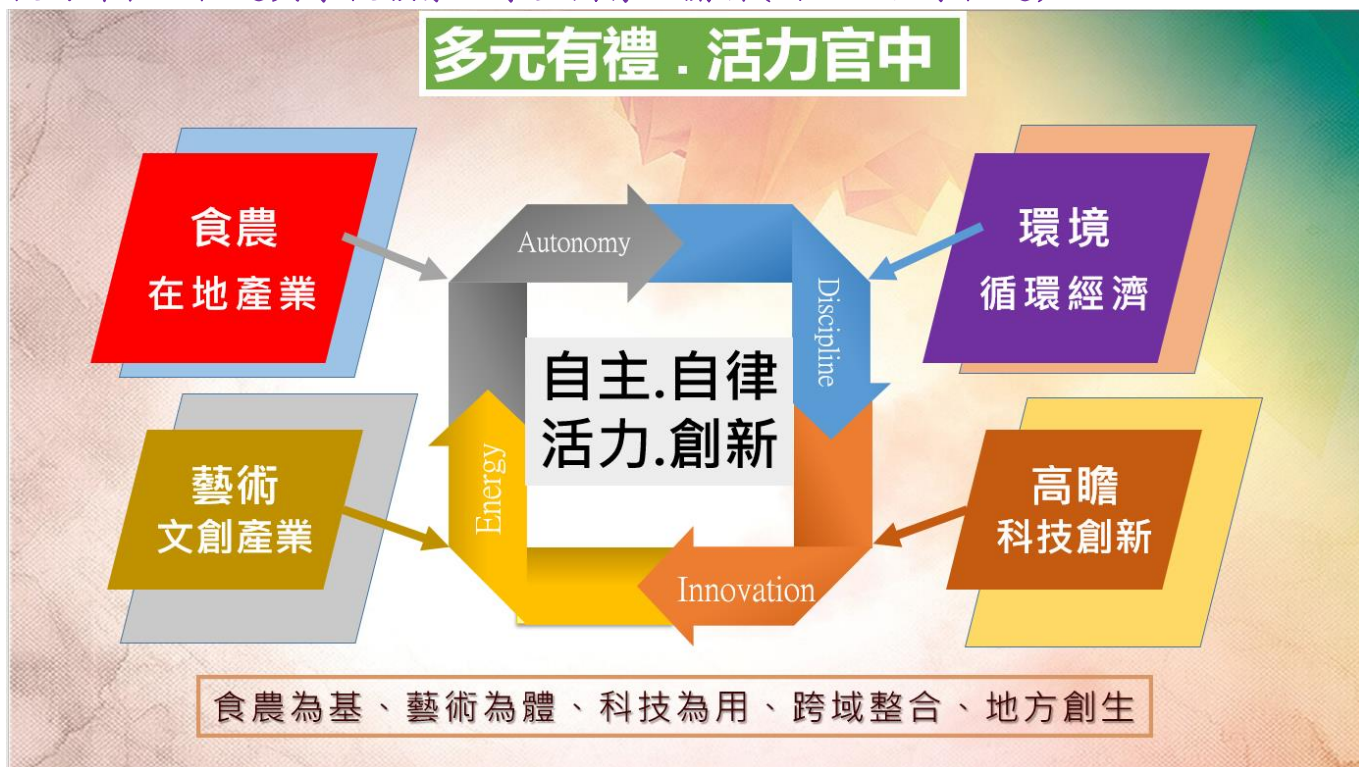 多元有禮．活力官中
食農
在地產業
Autonomy
環境
循環經濟
Discipline
自主.自律
活力.創新
藝術
文創產業
Energy
高瞻
科技創新
Innovation
食農為基、藝術為體、科技為用、跨域整合、地方創生